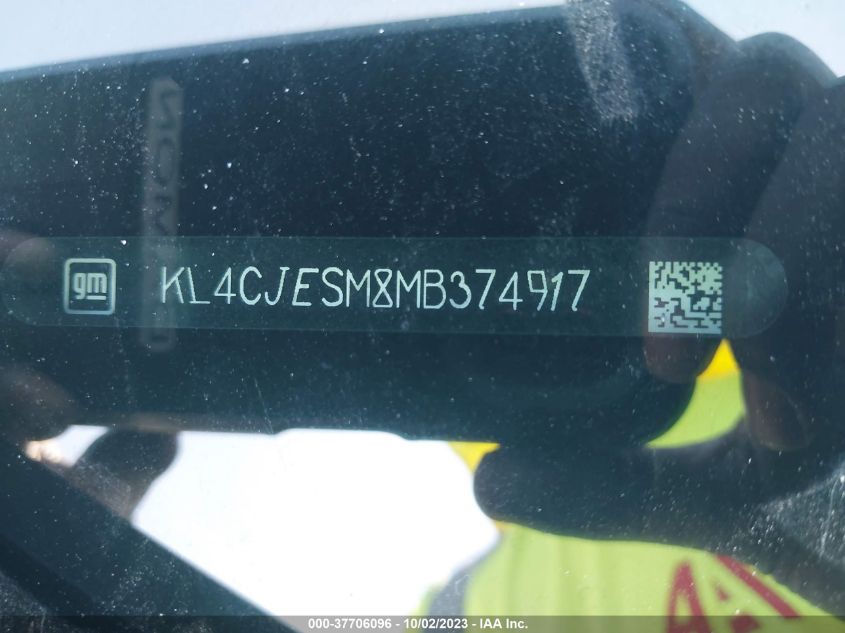 gm KL4CJESM8MB374917
000-37706096 - 10/02/2023 - IAA Inc.